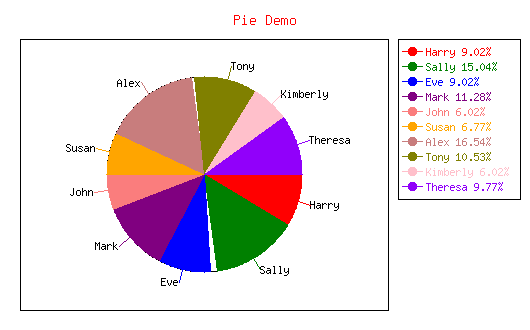 Pie Demo
Tony
Alex
Kimberly
Susan
Theresa
John
Harry
Mark
Sally
Eve
Harry 9.02%
Sally 15.04%
Eve 9.02%
Mark 11.28%
John 6.02%
Susan 6.77%
Alex 16.54%
Tony 10.53%
Kimberly 6.02%
Theresa 9.77%